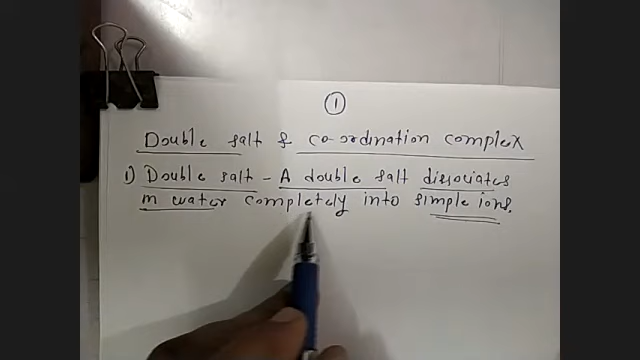 1
Double salt & co-ordination complex
1) Double salt - A double salt dissociates
in water completely into simple ions.